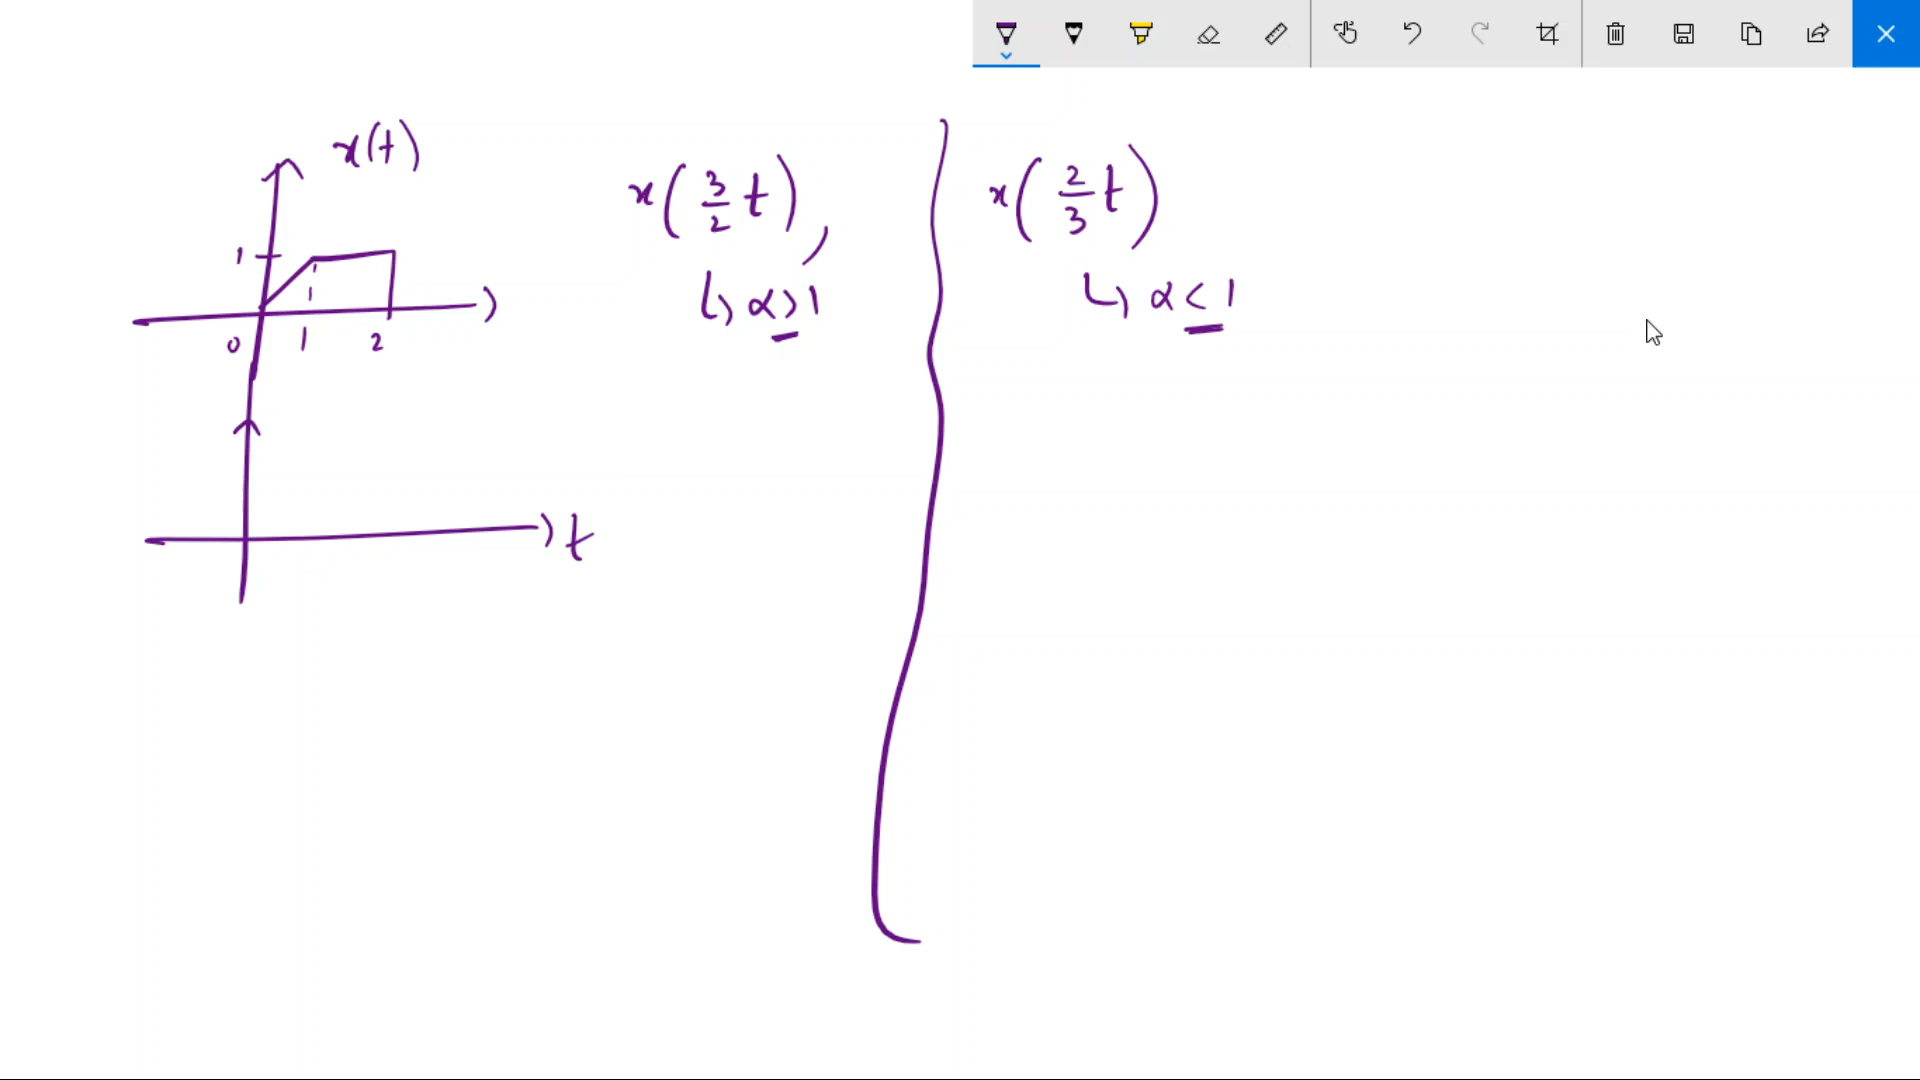 x(t)
1
0 1 2
t
x(3/2 t),
↳ α > 1
x(2/3 t)
↳ α < 1